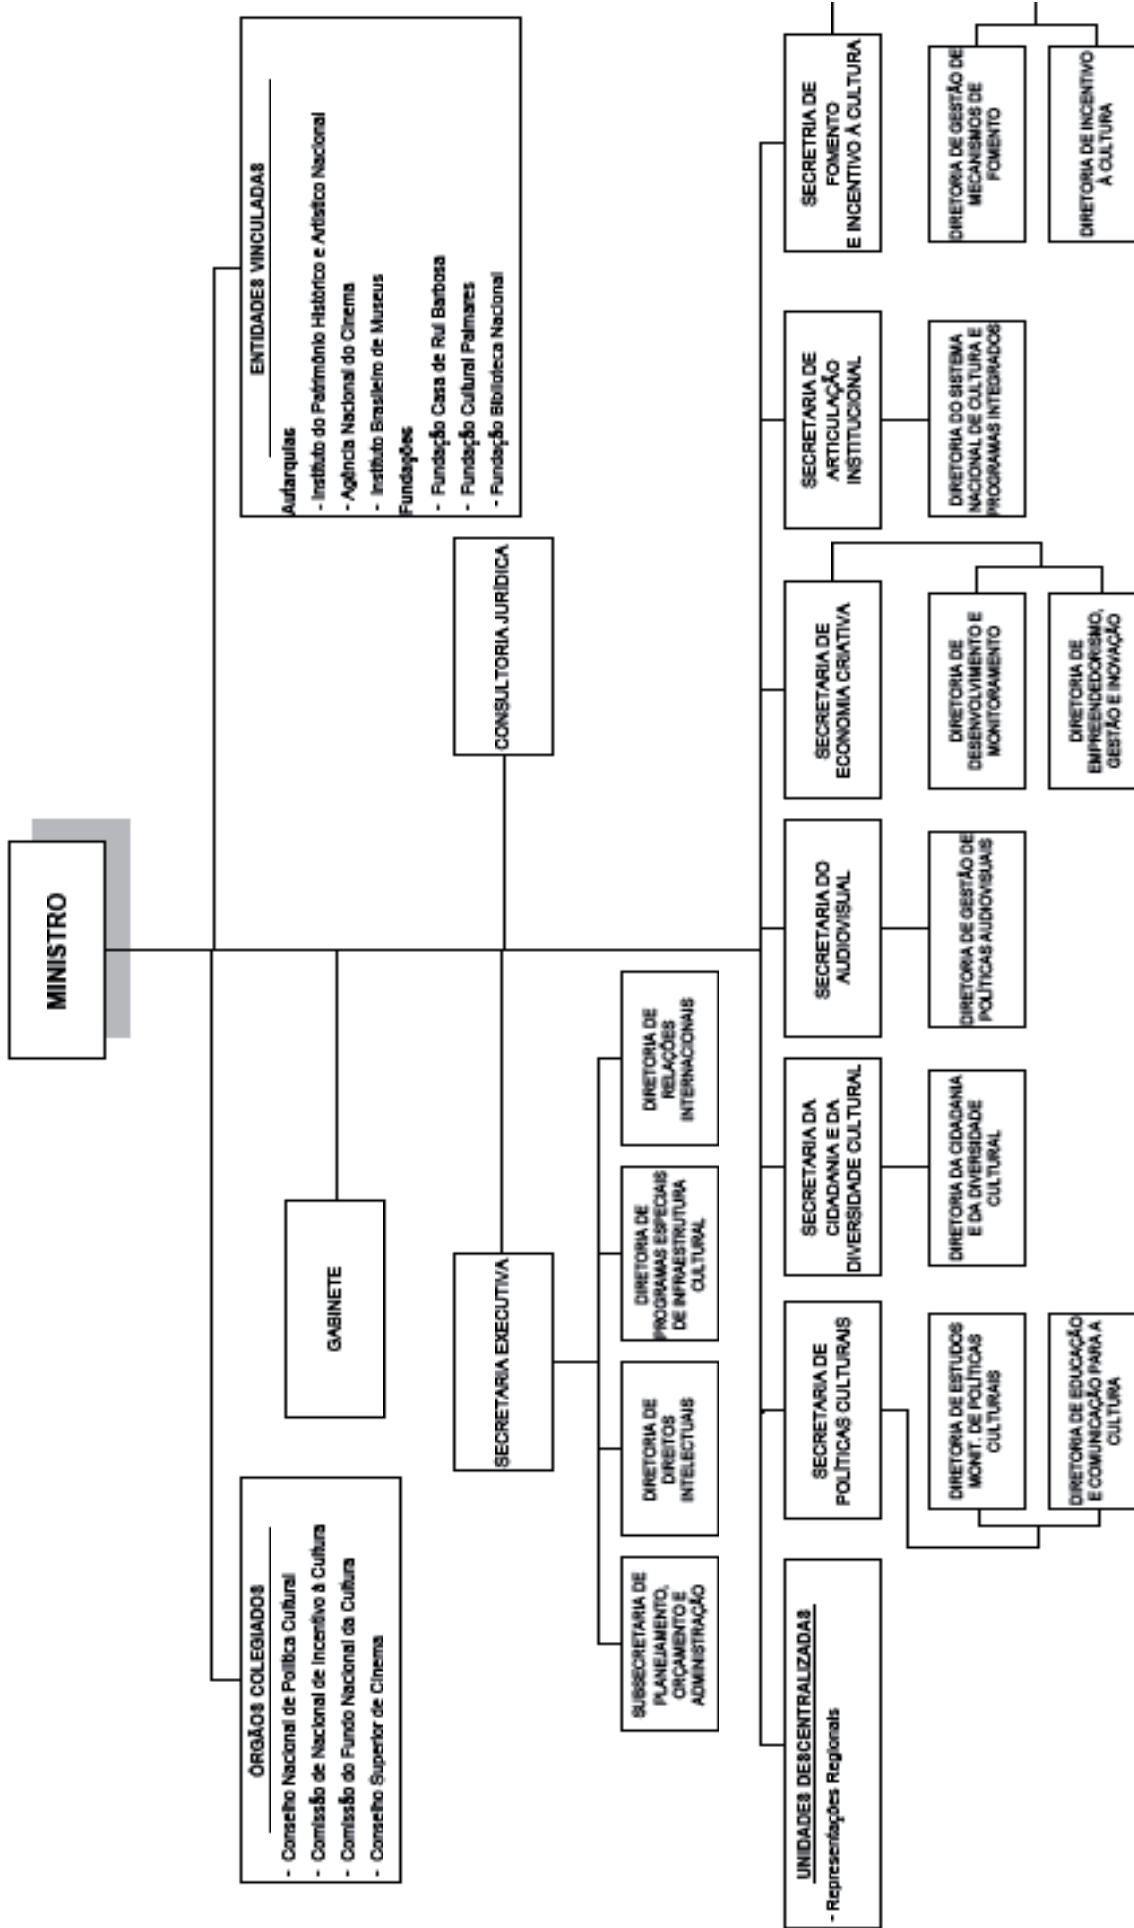 MINISTRO
ÓRGÃOS COLEGIADOS
- Conselho Nacional de Política Cultural
- Comissão de Nacional de Incentivo à Cultura
- Comissão do Fundo Nacional da Cultura
- Conselho Superior de Cinema
GABINETE
ENTIDADES VINCULADAS
Autarquias
- Instituto do Patrimônio Histórico e Artístico Nacional
- Agência Nacional do Cinema
- Instituto Brasileiro de Museus
Fundações
- Fundação Casa de Rui Barbosa
- Fundação Cultural Palmares
- Fundação Biblioteca Nacional
SECRETARIA EXECUTIVA
CONSULTORIA JURÍDICA
SUBSECRETARIA DE
PLANEJAMENTO,
ORÇAMENTO E
ADMINISTRAÇÃO
DIRETORIA DE
DIREITOS
INTELECTUAIS
DIRETORIA DE
PROGRAMAS ESPECIAIS
DE INFRAESTRUTURA
CULTURAL
DIRETORIA DE
RELAÇÕES
INTERNACIONAIS
UNIDADES DESCENTRALIZADAS
- Representações Regionais
SECRETARIA DE
POLÍTICAS CULTURAIS
SECRETARIA DA
CIDADANIA E DA
DIVERSIDADE CULTURAL
SECRETARIA DO
AUDIOVISUAL
SECRETARIA DE
ECONOMIA CRIATIVA
SECRETARIA DE
ARTICULAÇÃO
INSTITUCIONAL
SECRETRIA DE
FOMENTO
E INCENTIVO À CULTURA
DIRETORIA DE ESTUDOS
MONIT. DE POLÍTICAS
CULTURAIS
DIRETORIA DA CIDADANIA
E DA DIVERSIDADE
CULTURAL
DIRETORIA DE GESTÃO DE
POLÍTICAS AUDIOVISUAIS
DIRETORIA DE
DESENVOLVIMENTO E
MONITORAMENTO
DIRETORIA DO SISTEMA
NACIONAL DE CULTURA E
PROGRAMAS INTEGRADOS
DIRETORIA DE GESTÃO DE
MECANISMOS DE
FOMENTO
DIRETORIA DE EDUCAÇÃO
E COMUNICAÇÃO PARA A
CULTURA
DIRETORIA DE
EMPREENDEDORISMO,
GESTÃO E INOVAÇÃO
DIRETORIA DE INCENTIVO
À CULTURA